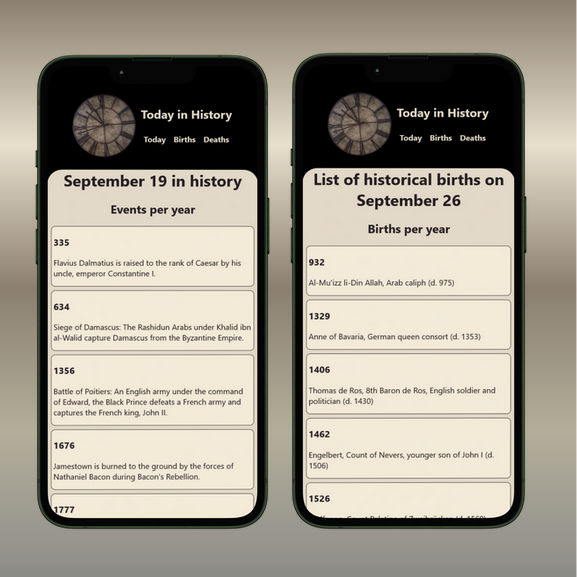 Today in History
Today Births Deaths
September 19 in history
Events per year
335
Flavius Dalmatius is raised to the rank of Caesar by his
uncle, emperor Constantine I.
634
Siege of Damascus: The Rashidun Arabs under Khalid ibn
al-Walid capture Damascus from the Byzantine Empire.
1356
Battle of Poitiers: An English army under the command
of Edward, the Black Prince defeats a French army and
captures the French king, John II.
1676
Jamestown is burned to the ground by the forces of
Nathaniel Bacon during Bacon's Rebellion.
1777
Today in History
Today Births Deaths
List of historical births on
September 26
Births per year
932
Al-Mu'izz li-Din Allah, Arab caliph (d. 975)
1329
Anne of Bavaria, German queen consort (d. 1353)
1406
Thomas de Ros, 8th Baron de Ros, English soldier and
politician (d. 1430)
1462
Engelbert, Count of Nevers, younger son of John I (d.
1506)
1526